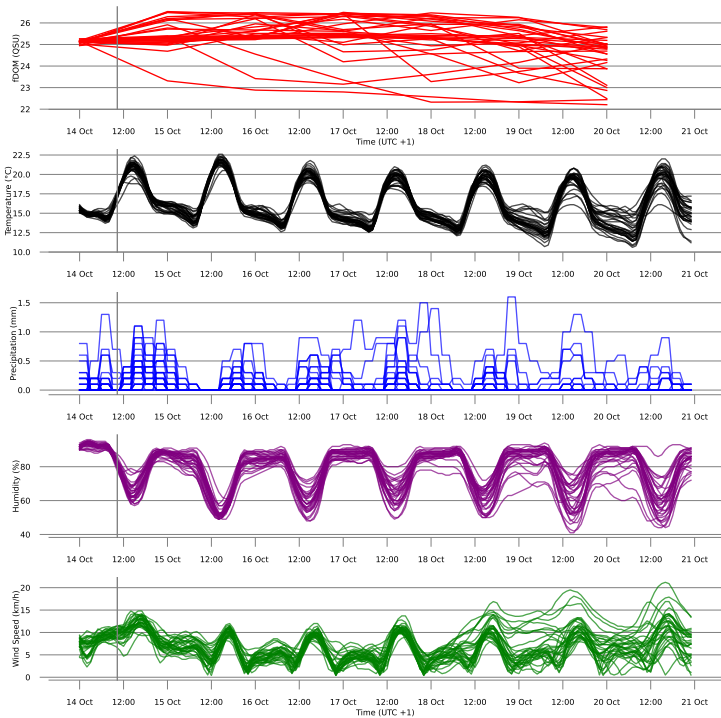 fDOM (QSU)
26
25
24
23
22
14 Oct 12:00 15 Oct 12:00 16 Oct 12:00 17 Oct 12:00 18 Oct 12:00 19 Oct 12:00 20 Oct 12:00 21 Oct
Time (UTC +1)
Temperature (°C)
22.5
20.0
17.5
15.0
12.5
10.0
14 Oct 12:00 15 Oct 12:00 16 Oct 12:00 17 Oct 12:00 18 Oct 12:00 19 Oct 12:00 20 Oct 12:00 21 Oct
Precipitation (mm)
1.5
1.0
0.5
0.0
14 Oct 12:00 15 Oct 12:00 16 Oct 12:00 17 Oct 12:00 18 Oct 12:00 19 Oct 12:00 20 Oct 12:00 21 Oct
Humidity (%)
80
60
40
14 Oct 12:00 15 Oct 12:00 16 Oct 12:00 17 Oct 12:00 18 Oct 12:00 19 Oct 12:00 20 Oct 12:00 21 Oct
Wind Speed (km/h)
20
15
10
5
0
14 Oct 12:00 15 Oct 12:00 16 Oct 12:00 17 Oct 12:00 18 Oct 12:00 19 Oct 12:00 20 Oct 12:00 21 Oct
Time (UTC +1)